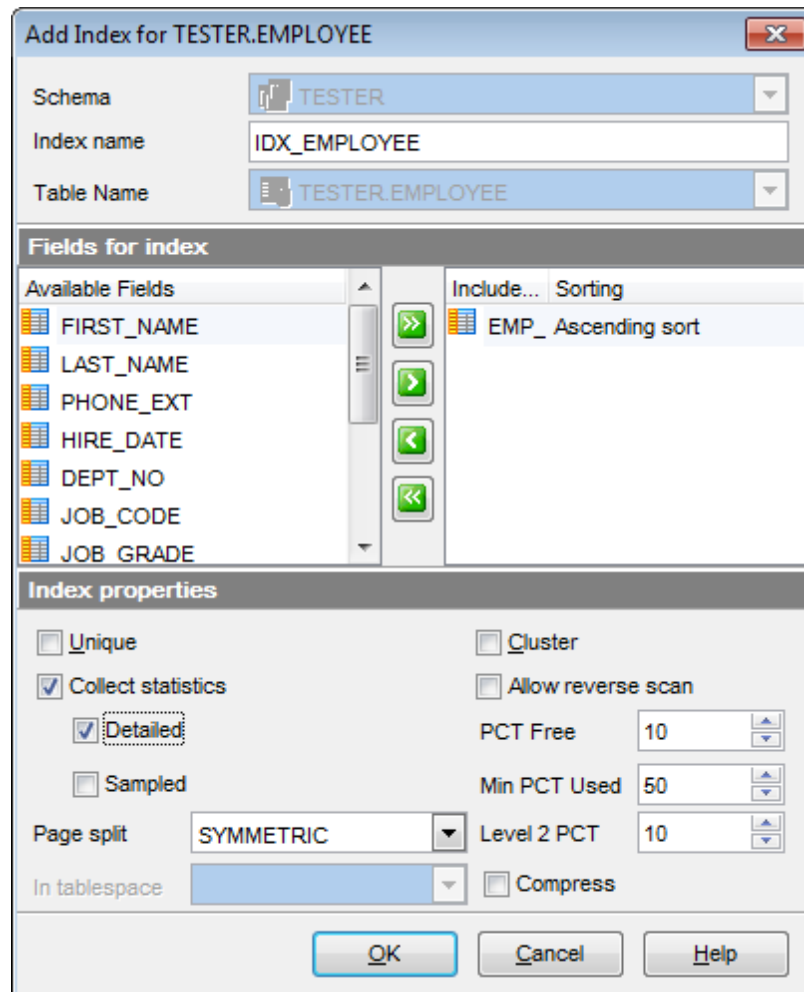 Add Index for TESTER.EMPLOYEE
Schema TESTER
Index name IDX_EMPLOYEE
Table Name TESTER.EMPLOYEE
Fields for index
Available Fields Include... Sorting
FIRST_NAME EMP_ Ascending sort
LAST_NAME
PHONE_EXT
HIRE_DATE
DEPT_NO
JOB_CODE
JOB_GRADE
Index properties
Unique Cluster
Collect statistics Allow reverse scan
Detailed PCT Free 10
Sampled Min PCT Used 50
Page split SYMMETRIC Level 2 PCT 10
In tablespace Compress
OK Cancel Help